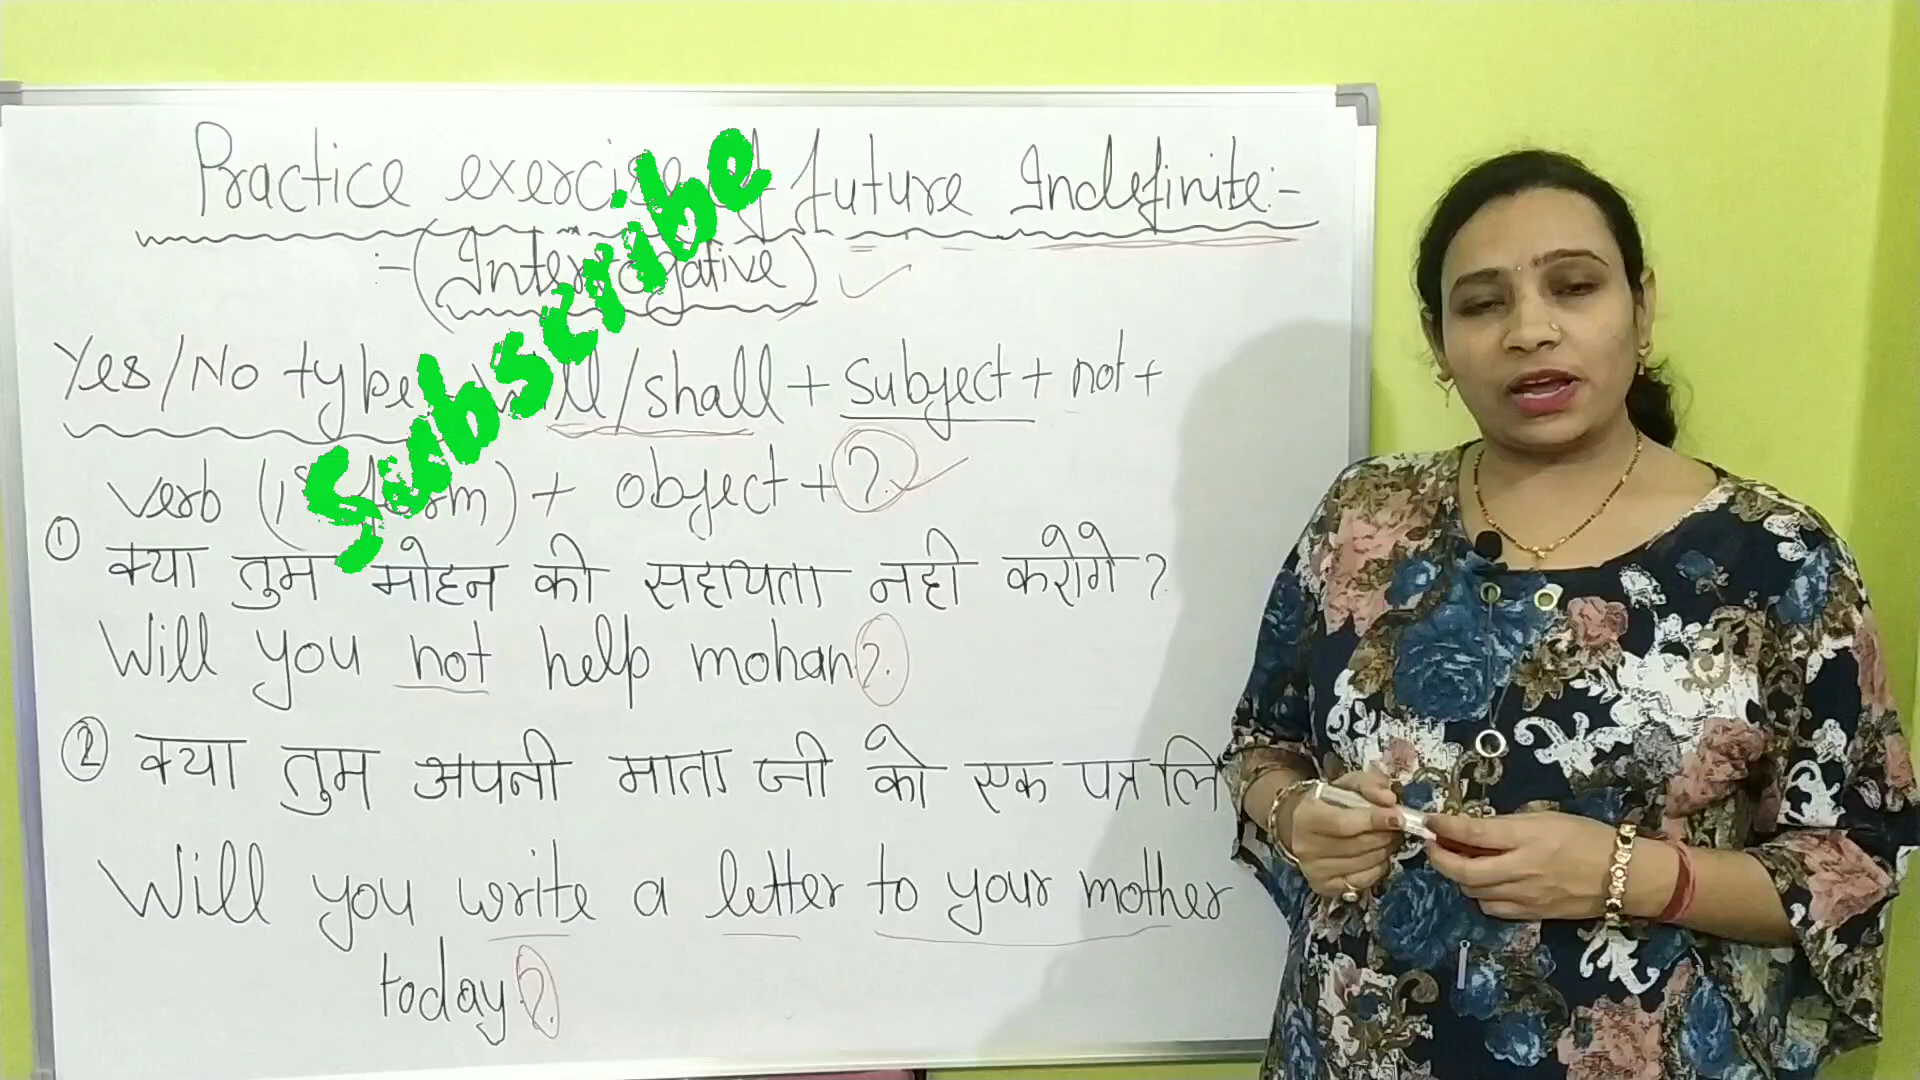 Practice exercise of future Indefinite:-
:-(Interrogative)
Yes/No type will/shall + subject + not +
verb (1st form) + object + ?
① क्या तुम मोहन की सहायता नही करोगे ?
Will you not help mohan?
② क्या तुम अपनी माता जी को एक पत्र लि
Will you write a letter to your mother
today?
Subscribe